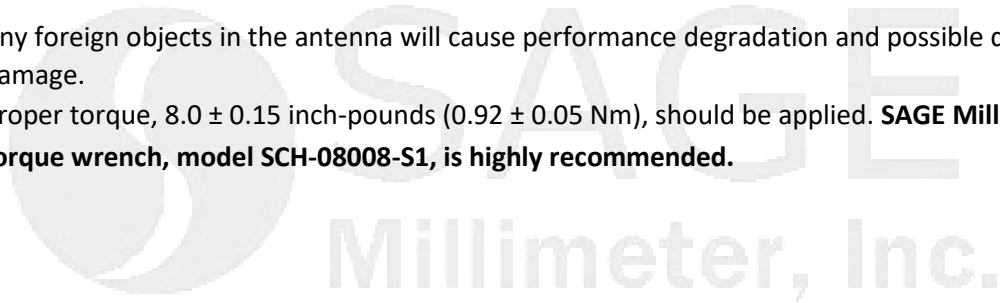 ny foreign objects in the antenna will cause performance degradation and possible
amage.
roper torque, 8.0 ± 0.15 inch-pounds (0.92 ± 0.05 Nm), should be applied. SAGE Mill
orque wrench, model SCH-08008-S1, is highly recommended.
SAGE
Millimeter, Inc.